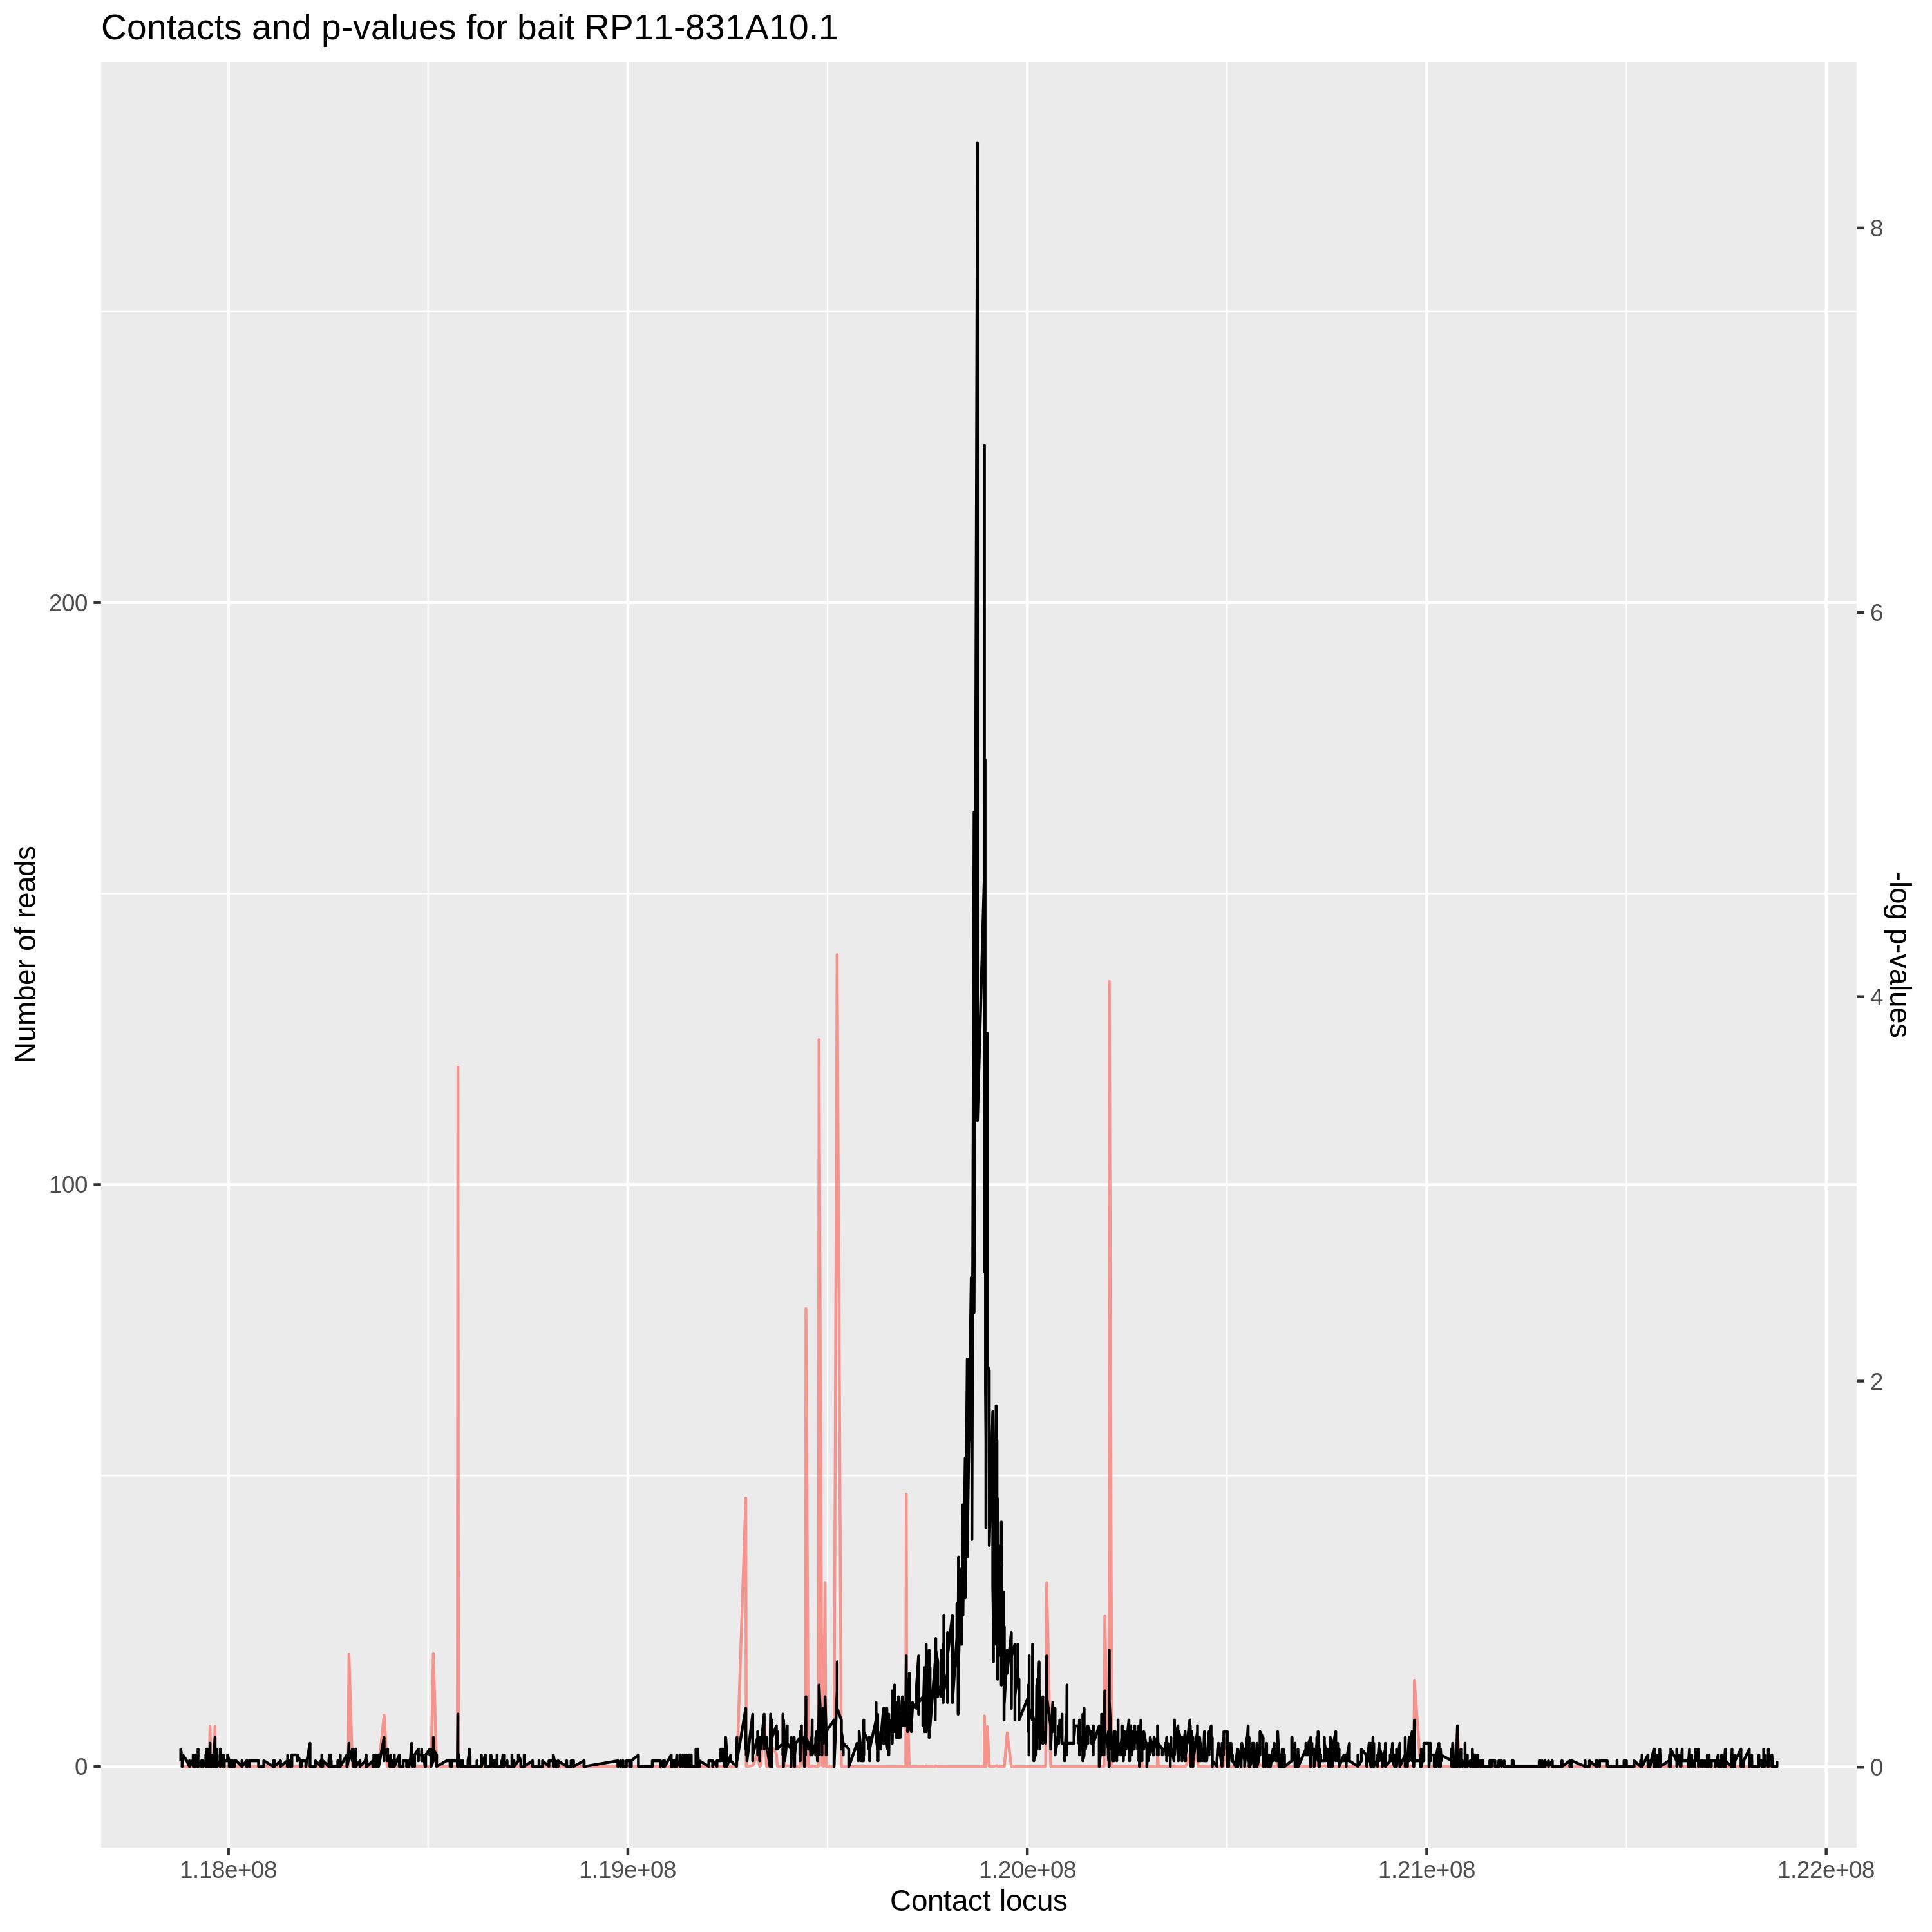 Contacts and p-values for bait RP11-831A10.1
Number of reads
200
100
0
8
6
4
2
0
-log p-values
1.18e+08 1.19e+08 1.20e+08 1.21e+08 1.22e+08
Contact locus